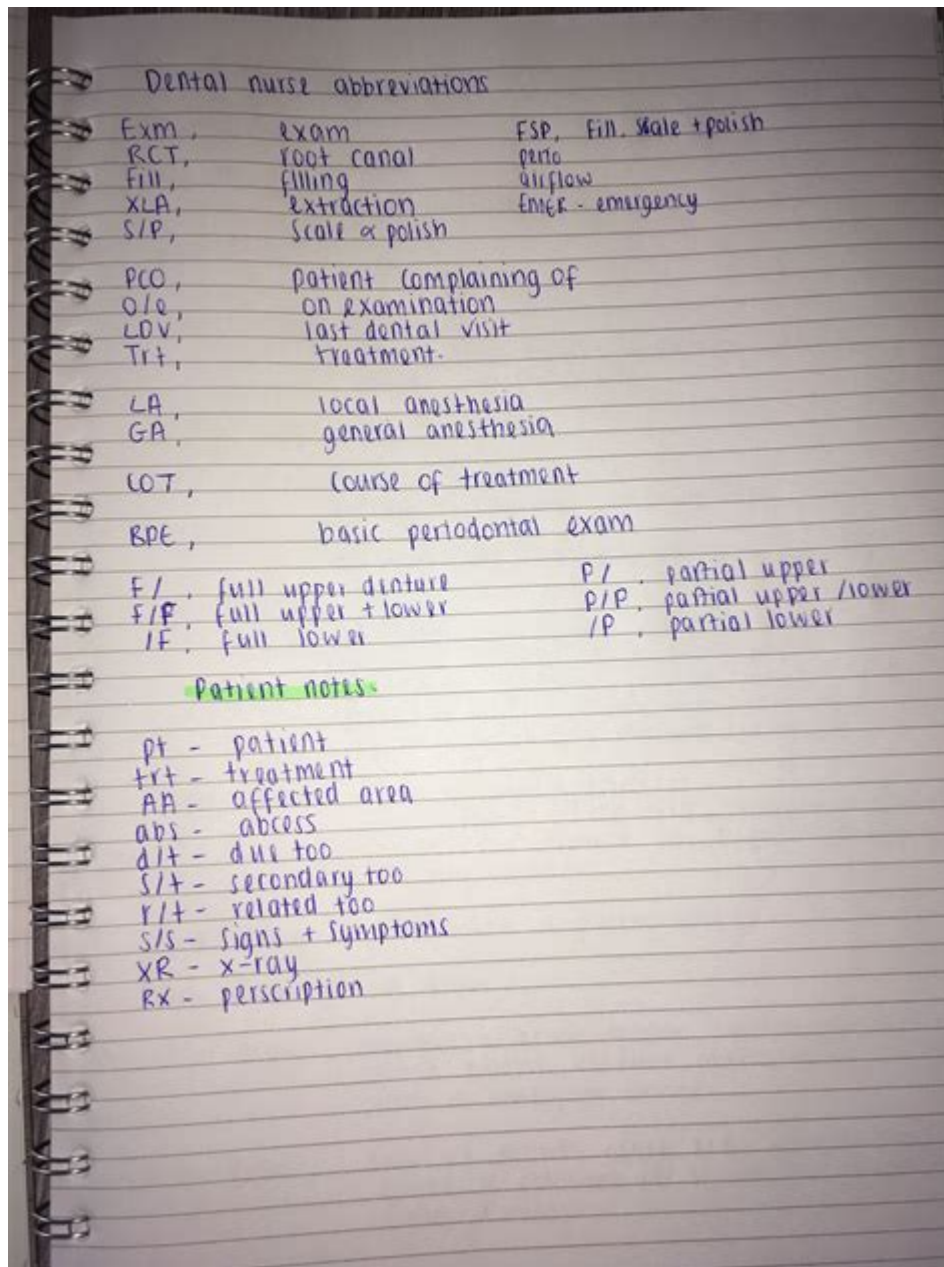 Dental nurse abbreviations
Exm, exam FSP, Fill. Scale + polish
RCT, root canal perio
Fill, filling airflow
XLA, extraction EMER - emergency
S/P, Scale & polish
PCO, patient complaining of
O/e, on examination
LDV, last dental visit
Trt, treatment.
LA, local anesthesia
GA, general anesthesia
COT, Course of treatment
BPE, basic periodontal exam
F/ , full upper denture P/ , partial upper
F/F, full upper + lower P/P, partial upper /lower
/F, full lower /P, partial lower
Patient notes.
pt - patient
trt - treatment
AA - affected area
abs - abcess
d/t - due too
s/t - secondary too
r/t - related too
s/s - signs + symptoms
XR - x-ray
RX - perscription